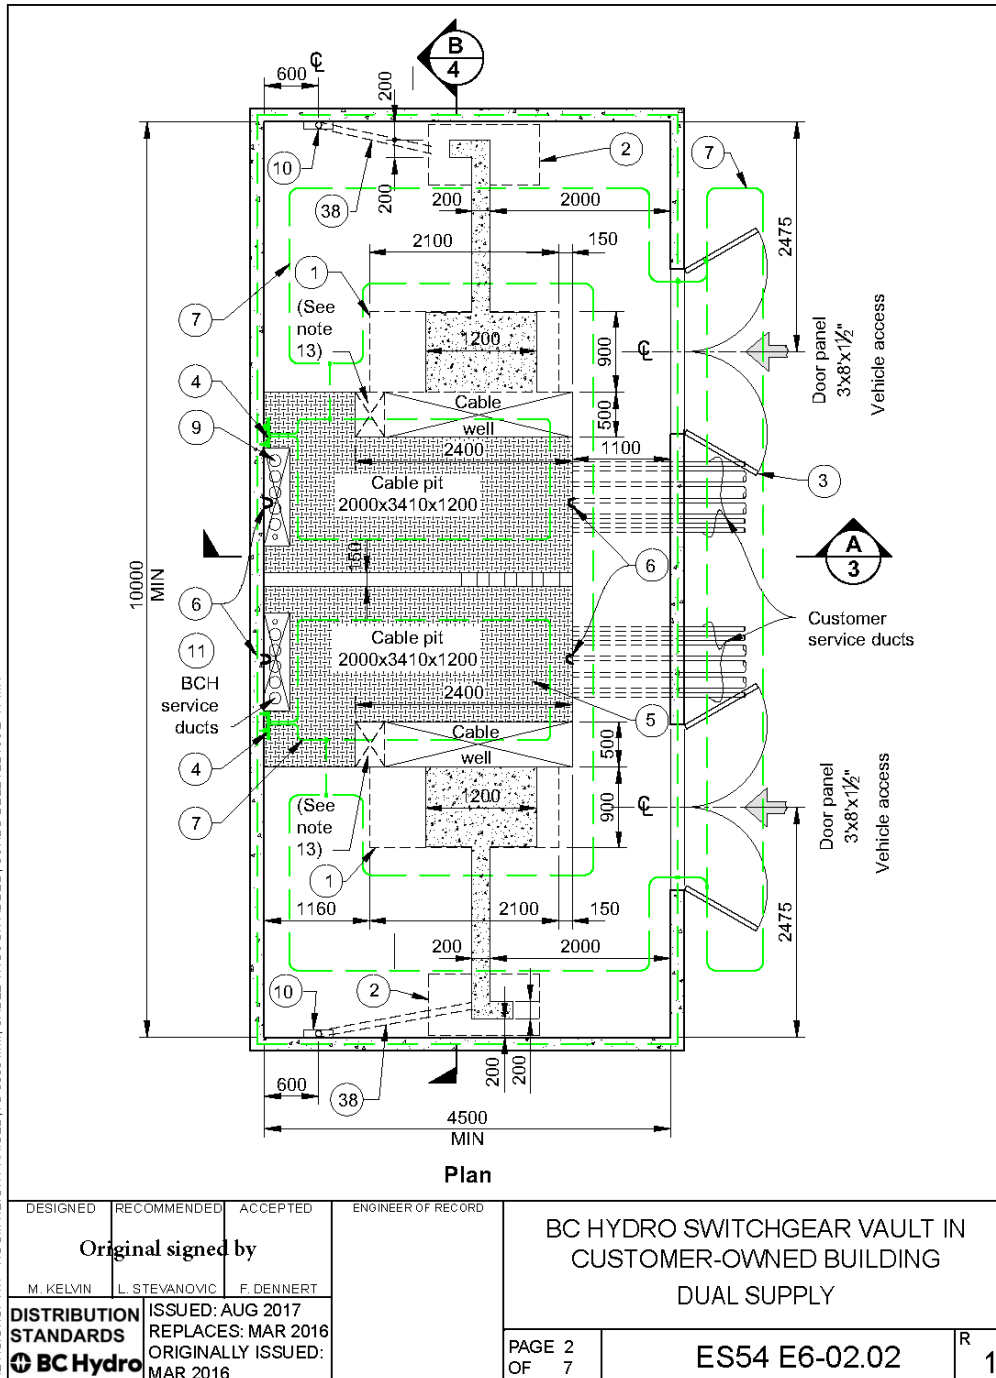 B
4
℄
600
200
10
2
7
38
200
200
2000
2475
2100
150
1
(See
note
13)
7
1200
900
℄
Door panel
3'x8'x1½"
Vehicle access
4
Cable
well
500
9
2400
1100
3
Cable pit
2000x3410x1200
150
10000
MIN
6
6
A
3
Customer
service ducts
11
BCH
service
ducts
Cable pit
2000x3410x1200
2400
5
4
Cable
well
500
7
(See
note
13)
1200
900
℄
Door panel
3'x8'x1½"
Vehicle access
1
1160
2100
150
200
2000
2475
10
2
200
200
600
38
4500
MIN
Plan
DESIGNED
RECOMMENDED
ACCEPTED
ENGINEER OF RECORD
Original signed by
M. KELVIN
L. STEVANOVIC
F. DENNERT
BC HYDRO SWITCHGEAR VAULT IN
CUSTOMER-OWNED BUILDING
DUAL SUPPLY
DISTRIBUTION
STANDARDS
BC Hydro
ISSUED: AUG 2017
REPLACES: MAR 2016
ORIGINALLY ISSUED:
MAR 2016
PAGE 2
OF 7
ES54 E6-02.02
R
1